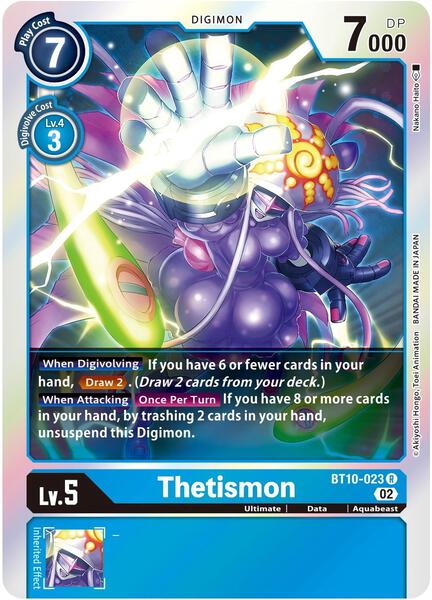 Play Cost
7
DIGIMON
7000 DP
Digivolve Cost
Lv.4
3
Nakano Haito
©Akiyoshi Hongo, Toei Animation BANDAI MADE IN JAPAN
When Digivolving If you have 6 or fewer cards in your
hand, Draw 2. (Draw 2 cards from your deck.)
When Attacking Once Per Turn If you have 8 or more cards
in your hand, by trashing 2 cards in your hand,
unsuspend this Digimon.
Lv.5
Thetismon
BT10-023 R
02
Ultimate | Data | Aquabeast
Inherited Effect
–